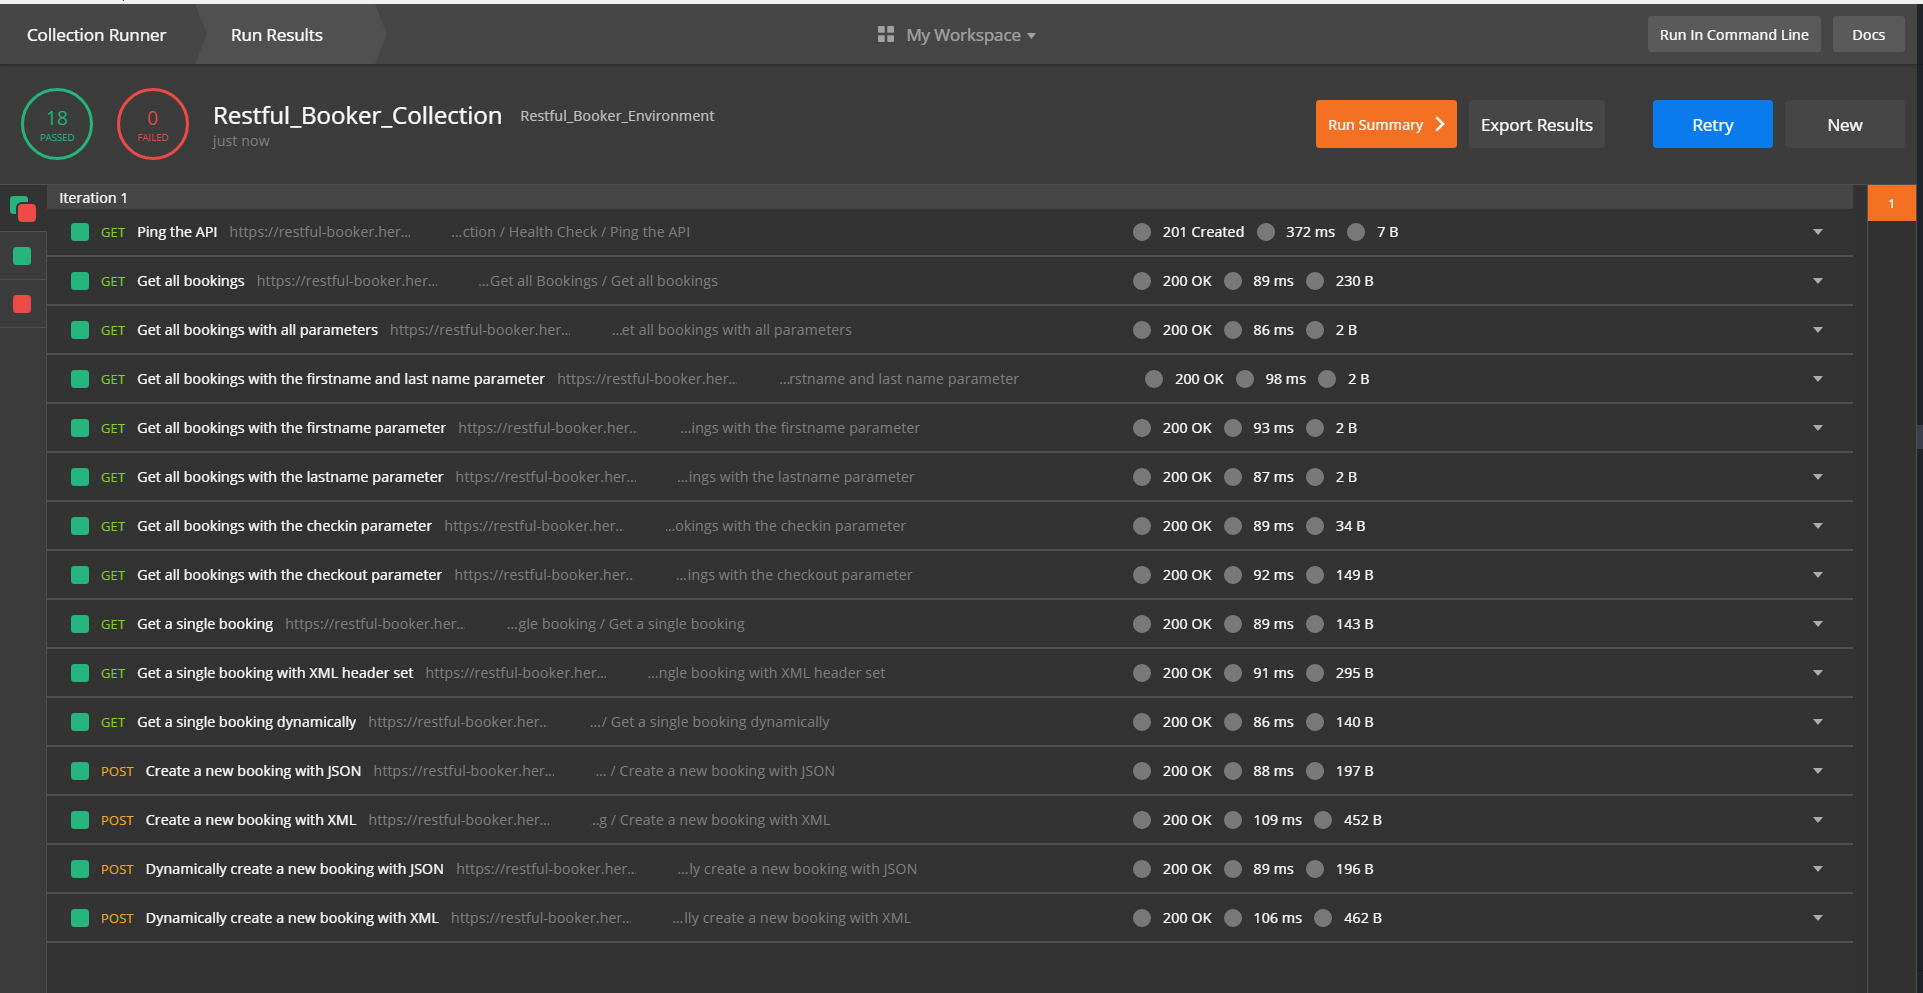 Collection Runner Run Results My Workspace Run In Command Line Docs
18 PASSED 0 FAILED Restful_Booker_Collection Restful_Booker_Environment Run Summary Export Results Retry New
just now
Iteration 1 1
GET Ping the API https://restful-booker.her... ...ction / Health Check / Ping the API 201 Created 372 ms 7 B
GET Get all bookings https://restful-booker.her... ...Get all Bookings / Get all bookings 200 OK 89 ms 230 B
GET Get all bookings with all parameters https://restful-booker.her... ...et all bookings with all parameters 200 OK 86 ms 2 B
GET Get all bookings with the firstname and last name parameter https://restful-booker.her... ...rstname and last name parameter 200 OK 98 ms 2 B
GET Get all bookings with the firstname parameter https://restful-booker.her... ...ings with the firstname parameter 200 OK 93 ms 2 B
GET Get all bookings with the lastname parameter https://restful-booker.her... ...ings with the lastname parameter 200 OK 87 ms 2 B
GET Get all bookings with the checkin parameter https://restful-booker.her... ...okings with the checkin parameter 200 OK 89 ms 34 B
GET Get all bookings with the checkout parameter https://restful-booker.her... ...ings with the checkout parameter 200 OK 92 ms 149 B
GET Get a single booking https://restful-booker.her... ...gle booking / Get a single booking 200 OK 89 ms 143 B
GET Get a single booking with XML header set https://restful-booker.her... ...ngle booking with XML header set 200 OK 91 ms 295 B
GET Get a single booking dynamically https://restful-booker.her... .../ Get a single booking dynamically 200 OK 86 ms 140 B
POST Create a new booking with JSON https://restful-booker.her... ... / Create a new booking with JSON 200 OK 88 ms 197 B
POST Create a new booking with XML https://restful-booker.her... ...g / Create a new booking with XML 200 OK 109 ms 452 B
POST Dynamically create a new booking with JSON https://restful-booker.her... ...ly create a new booking with JSON 200 OK 89 ms 196 B
POST Dynamically create a new booking with XML https://restful-booker.her... ...lly create a new booking with XML 200 OK 106 ms 462 B